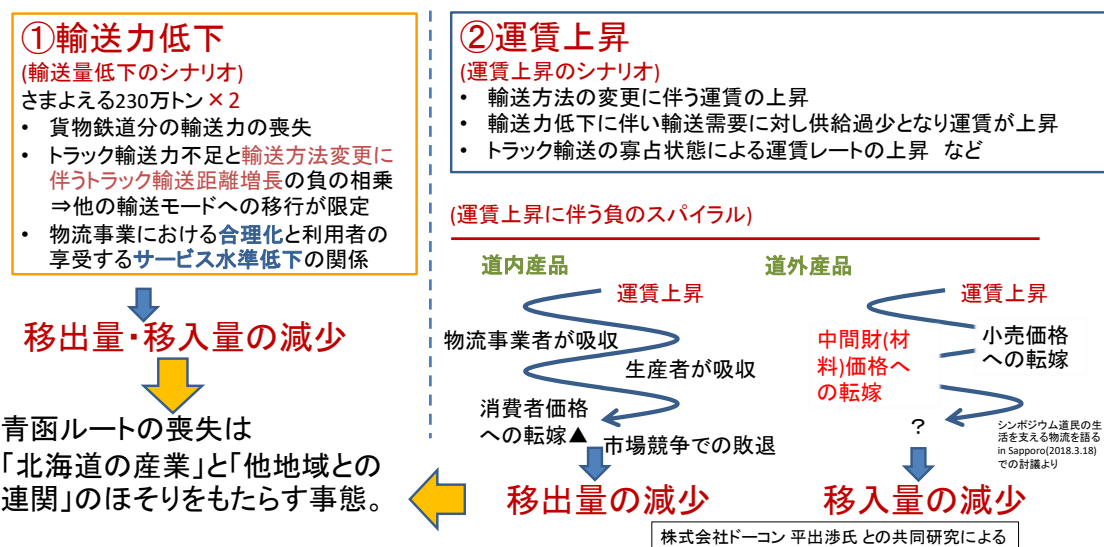 ①輸送力低下
(輸送量低下のシナリオ)
さまよえる230万トン×2
• 貨物鉄道分の輸送力の喪失
• トラック輸送力不足と輸送方法変更に
伴うトラック輸送距離増長の負の相乗
⇒他の輸送モードへの移行が限定
• 物流事業における合理化と利用者の
享受するサービス水準低下の関係
移出量・移入量の減少
青函ルートの喪失は
「北海道の産業」と「他地域との
連関」のほそりをもたらす事態。
②運賃上昇
(運賃上昇のシナリオ)
• 輸送方法の変更に伴う運賃の上昇
• 輸送力低下に伴い輸送需要に対し供給過少となり運賃が上昇
• トラック輸送の寡占状態による運賃レートの上昇 など
(運賃上昇に伴う負のスパイラル)
道内産品
運賃上昇
物流事業者が吸収
生産者が吸収
消費者価格
への転嫁▲
市場競争での敗退
移出量の減少
道外産品
運賃上昇
小売価格
への転嫁
中間財(材
料)価格へ
の転嫁
?
シンポジウム道民の生
活を支える物流を語る
in Sapporo(2018.3.18)
での討議より
移入量の減少
株式会社ドーコン 平出渉氏 との共同研究による